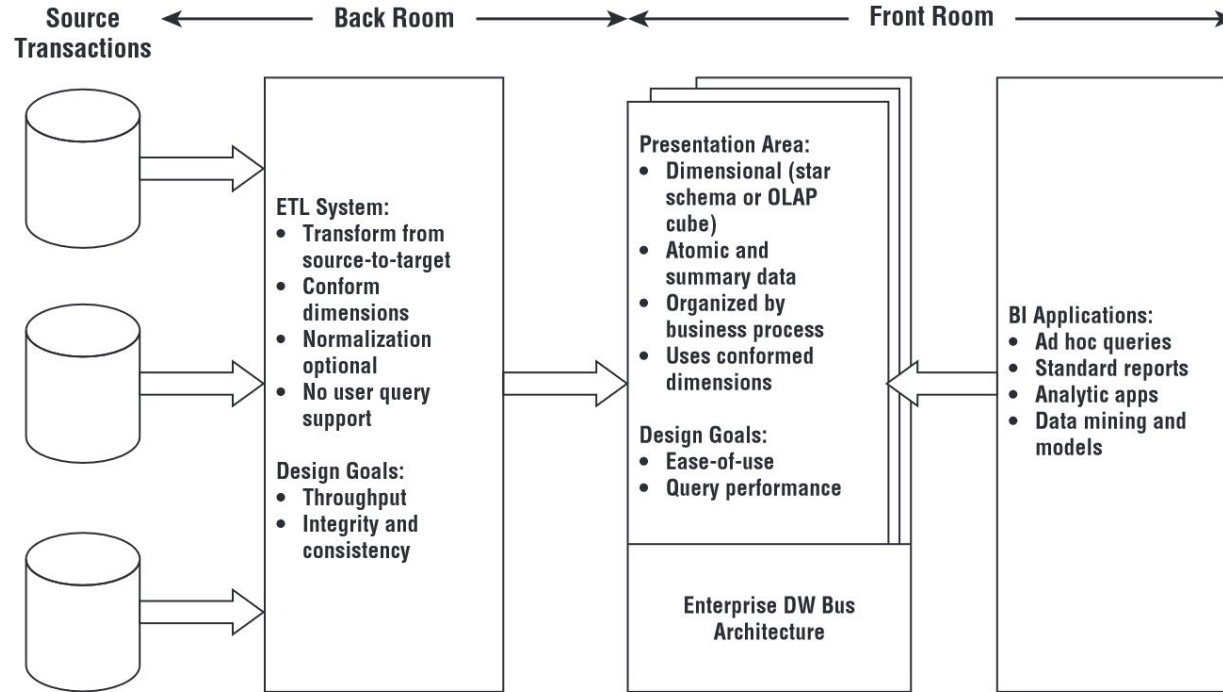 Source
Transactions
Back Room
Front Room
ETL System:
• Transform from
source-to-target
• Conform
dimensions
• Normalization
optional
• No user query
support
Design Goals:
• Throughput
• Integrity and
consistency
Presentation Area:
• Dimensional (star
schema or OLAP
cube)
• Atomic and
summary data
• Organized by
business process
• Uses conformed
dimensions
Design Goals:
• Ease-of-use
• Query performance
Enterprise DW Bus
Architecture
BI Applications:
• Ad hoc queries
• Standard reports
• Analytic apps
• Data mining and
models